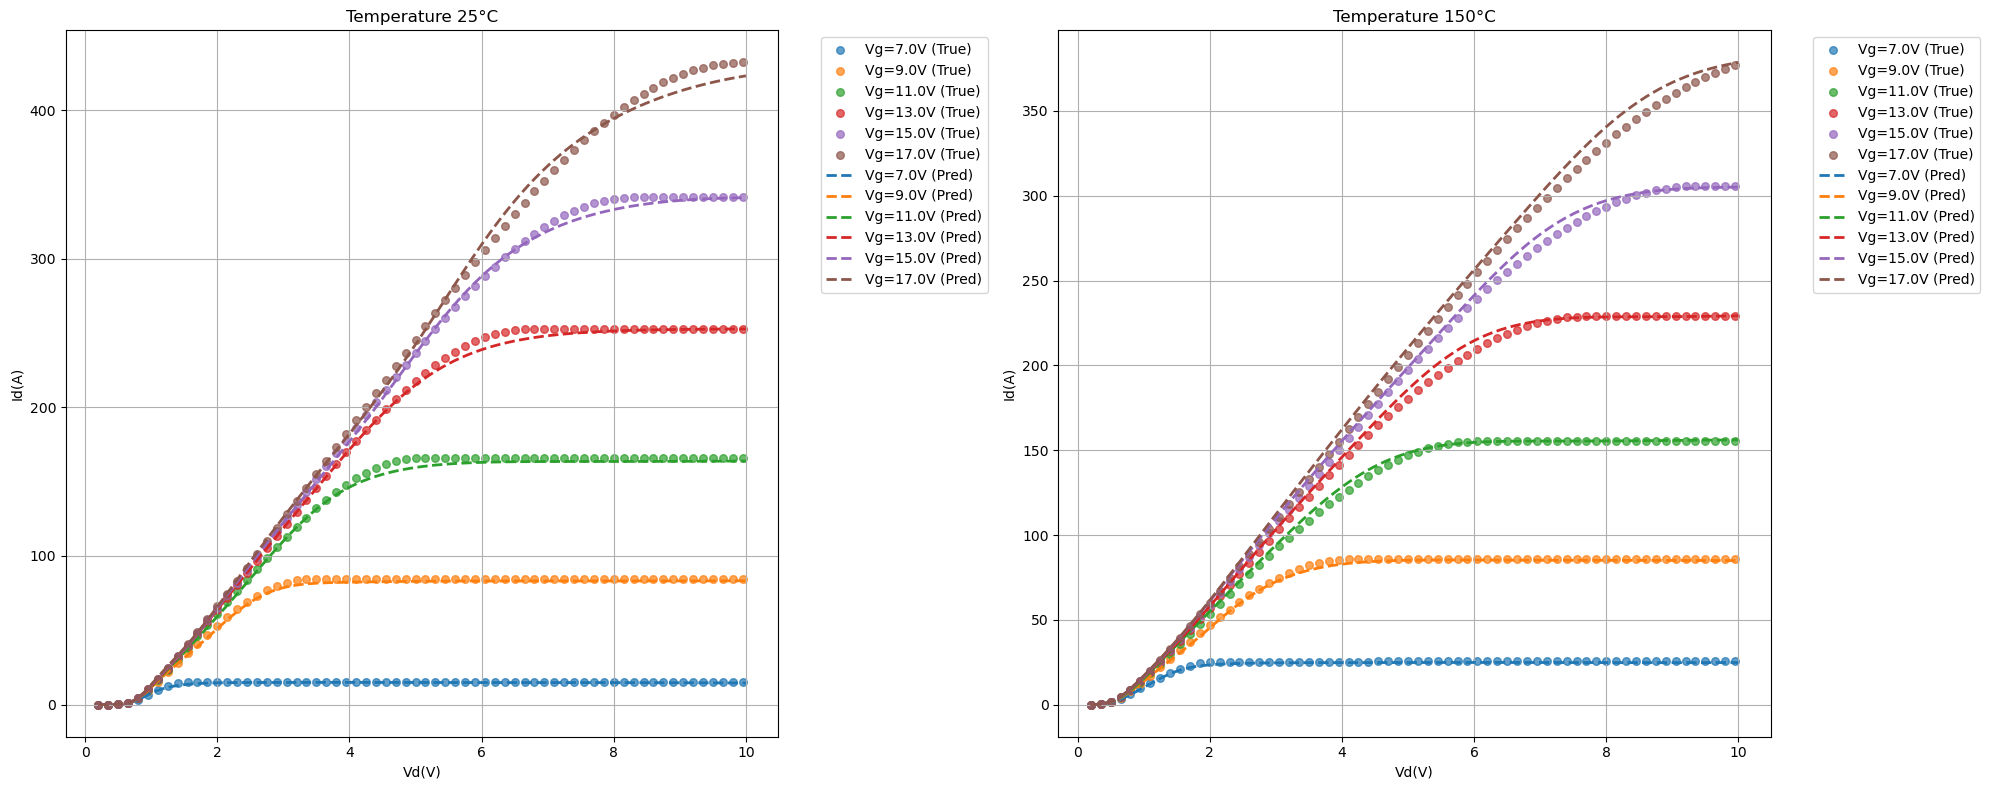 Temperature 25°C
400
300
200
100
0
0
2
4
6
8
10
Id(A)
Vd(V)
Vg=7.0V (True)
Vg=9.0V (True)
Vg=11.0V (True)
Vg=13.0V (True)
Vg=15.0V (True)
Vg=17.0V (True)
Vg=7.0V (Pred)
Vg=9.0V (Pred)
Vg=11.0V (Pred)
Vg=13.0V (Pred)
Vg=15.0V (Pred)
Vg=17.0V (Pred)
Temperature 150°C
350
300
250
200
150
100
50
0
0
2
4
6
8
10
Id(A)
Vd(V)
Vg=7.0V (True)
Vg=9.0V (True)
Vg=11.0V (True)
Vg=13.0V (True)
Vg=15.0V (True)
Vg=17.0V (True)
Vg=7.0V (Pred)
Vg=9.0V (Pred)
Vg=11.0V (Pred)
Vg=13.0V (Pred)
Vg=15.0V (Pred)
Vg=17.0V (Pred)